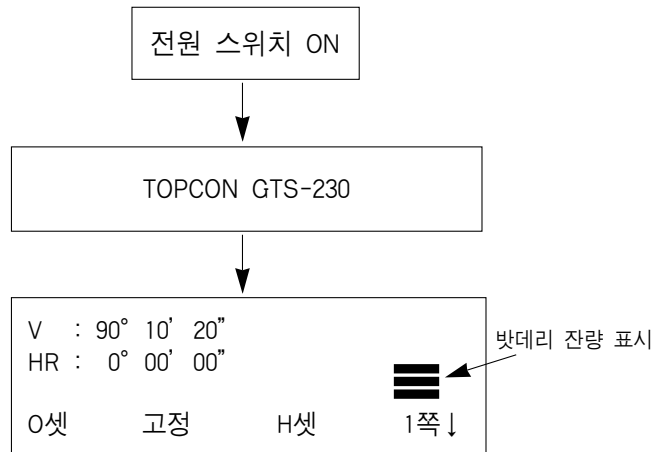 전원 스위치 ON
TOPCON GTS-230
V : 90° 10' 20"
HR : 0° 00' 00"
밧데리 잔량 표시
O셋 고정 H셋 1쪽↓